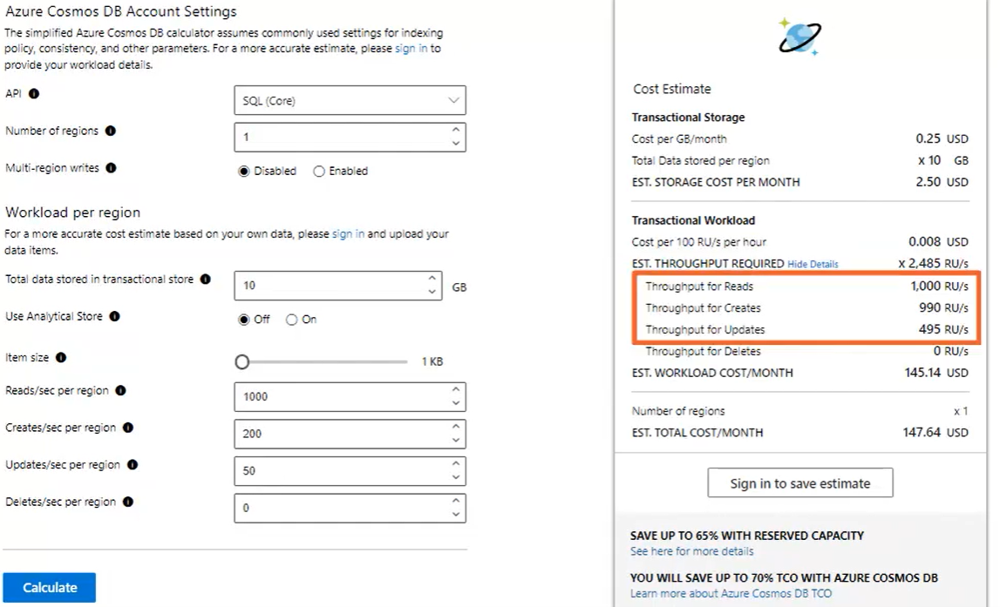 Azure Cosmos DB Account Settings
The simplified Azure Cosmos DB calculator assumes commonly used settings for indexing
policy, consistency, and other parameters. For a more accurate estimate, please sign in to
provide your workload details.
API
SQL (Core)
Number of regions
1
Multi-region writes
Disabled Enabled
Workload per region
For a more accurate cost estimate based on your own data, please sign in and upload your
data items.
Total data stored in transactional store
10 GB
Use Analytical Store
Off On
Item size
1 KB
Reads/sec per region
1000
Creates/sec per region
200
Updates/sec per region
50
Deletes/sec per region
0
Calculate
Cost Estimate
Transactional Storage
Cost per GB/month 0.25 USD
Total Data stored per region x 10 GB
EST. STORAGE COST PER MONTH 2.50 USD
Transactional Workload
Cost per 100 RU/s per hour 0.008 USD
EST. THROUGHPUT REQUIRED Hide Details x 2,485 RU/s
Throughput for Reads 1,000 RU/s
Throughput for Creates 990 RU/s
Throughput for Updates 495 RU/s
Throughput for Deletes 0 RU/s
EST. WORKLOAD COST/MONTH 145.14 USD
Number of regions x 1
EST. TOTAL COST/MONTH 147.64 USD
Sign in to save estimate
SAVE UP TO 65% WITH RESERVED CAPACITY
See here for more details
YOU WILL SAVE UP TO 70% TCO WITH AZURE COSMOS DB
Learn more about Azure Cosmos DB TCO